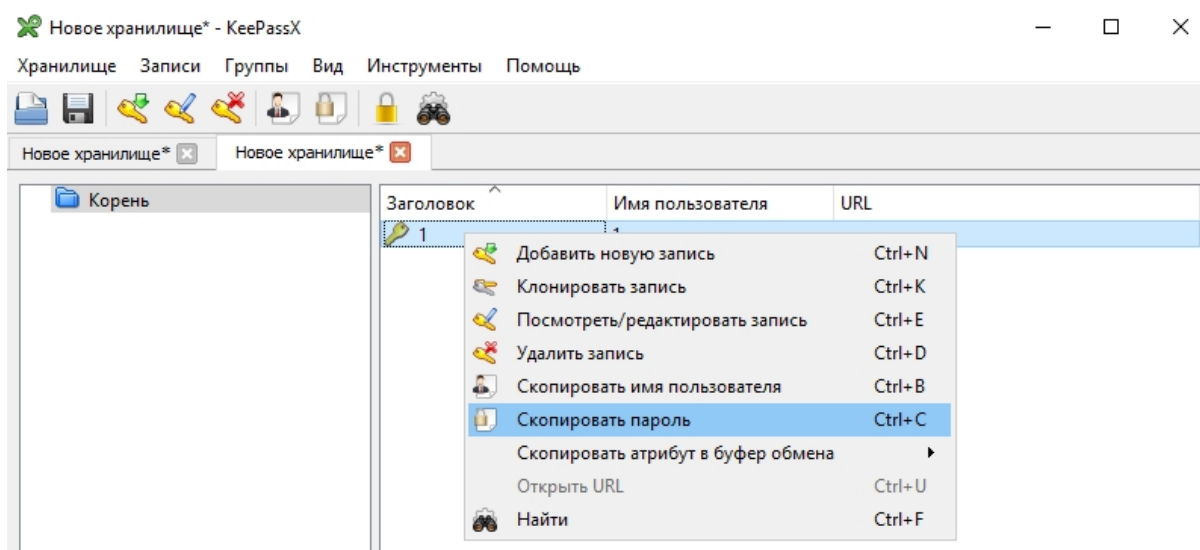 Новое хранилище* - KeePassX
Хранилище Записи Группы Вид Инструменты Помощь
Новое хранилище* Новое хранилище*
Корень
Заголовок Имя пользователя URL
1 1
Добавить новую запись Ctrl+N
Клонировать запись Ctrl+K
Посмотреть/редактировать запись Ctrl+E
Удалить запись Ctrl+D
Скопировать имя пользователя Ctrl+B
Скопировать пароль Ctrl+C
Скопировать атрибут в буфер обмена
Открыть URL Ctrl+U
Найти Ctrl+F